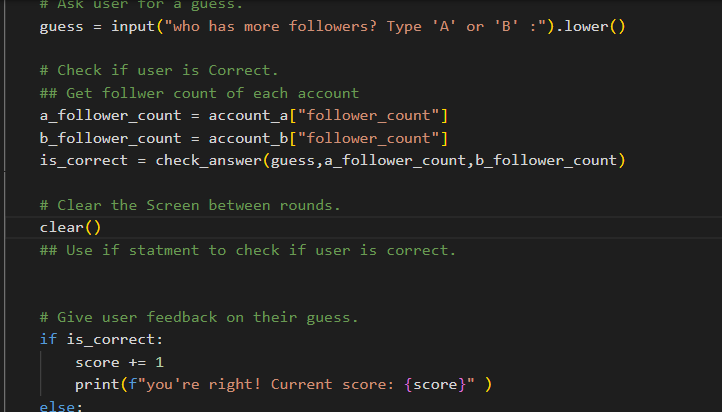 # Ask user for a guess.
guess = input("who has more followers? Type 'A' or 'B' :").lower()
# Check if user is Correct.
## Get follwer count of each account
a_follower_count = account_a["follower_count"]
b_follower_count = account_b["follower_count"]
is_correct = check_answer(guess,a_follower_count,b_follower_count)
# Clear the Screen between rounds.
clear()
## Use if statment to check if user is correct.
# Give user feedback on their guess.
if is_correct:
score += 1
print(f"you're right! Current score: {score}" )
else: